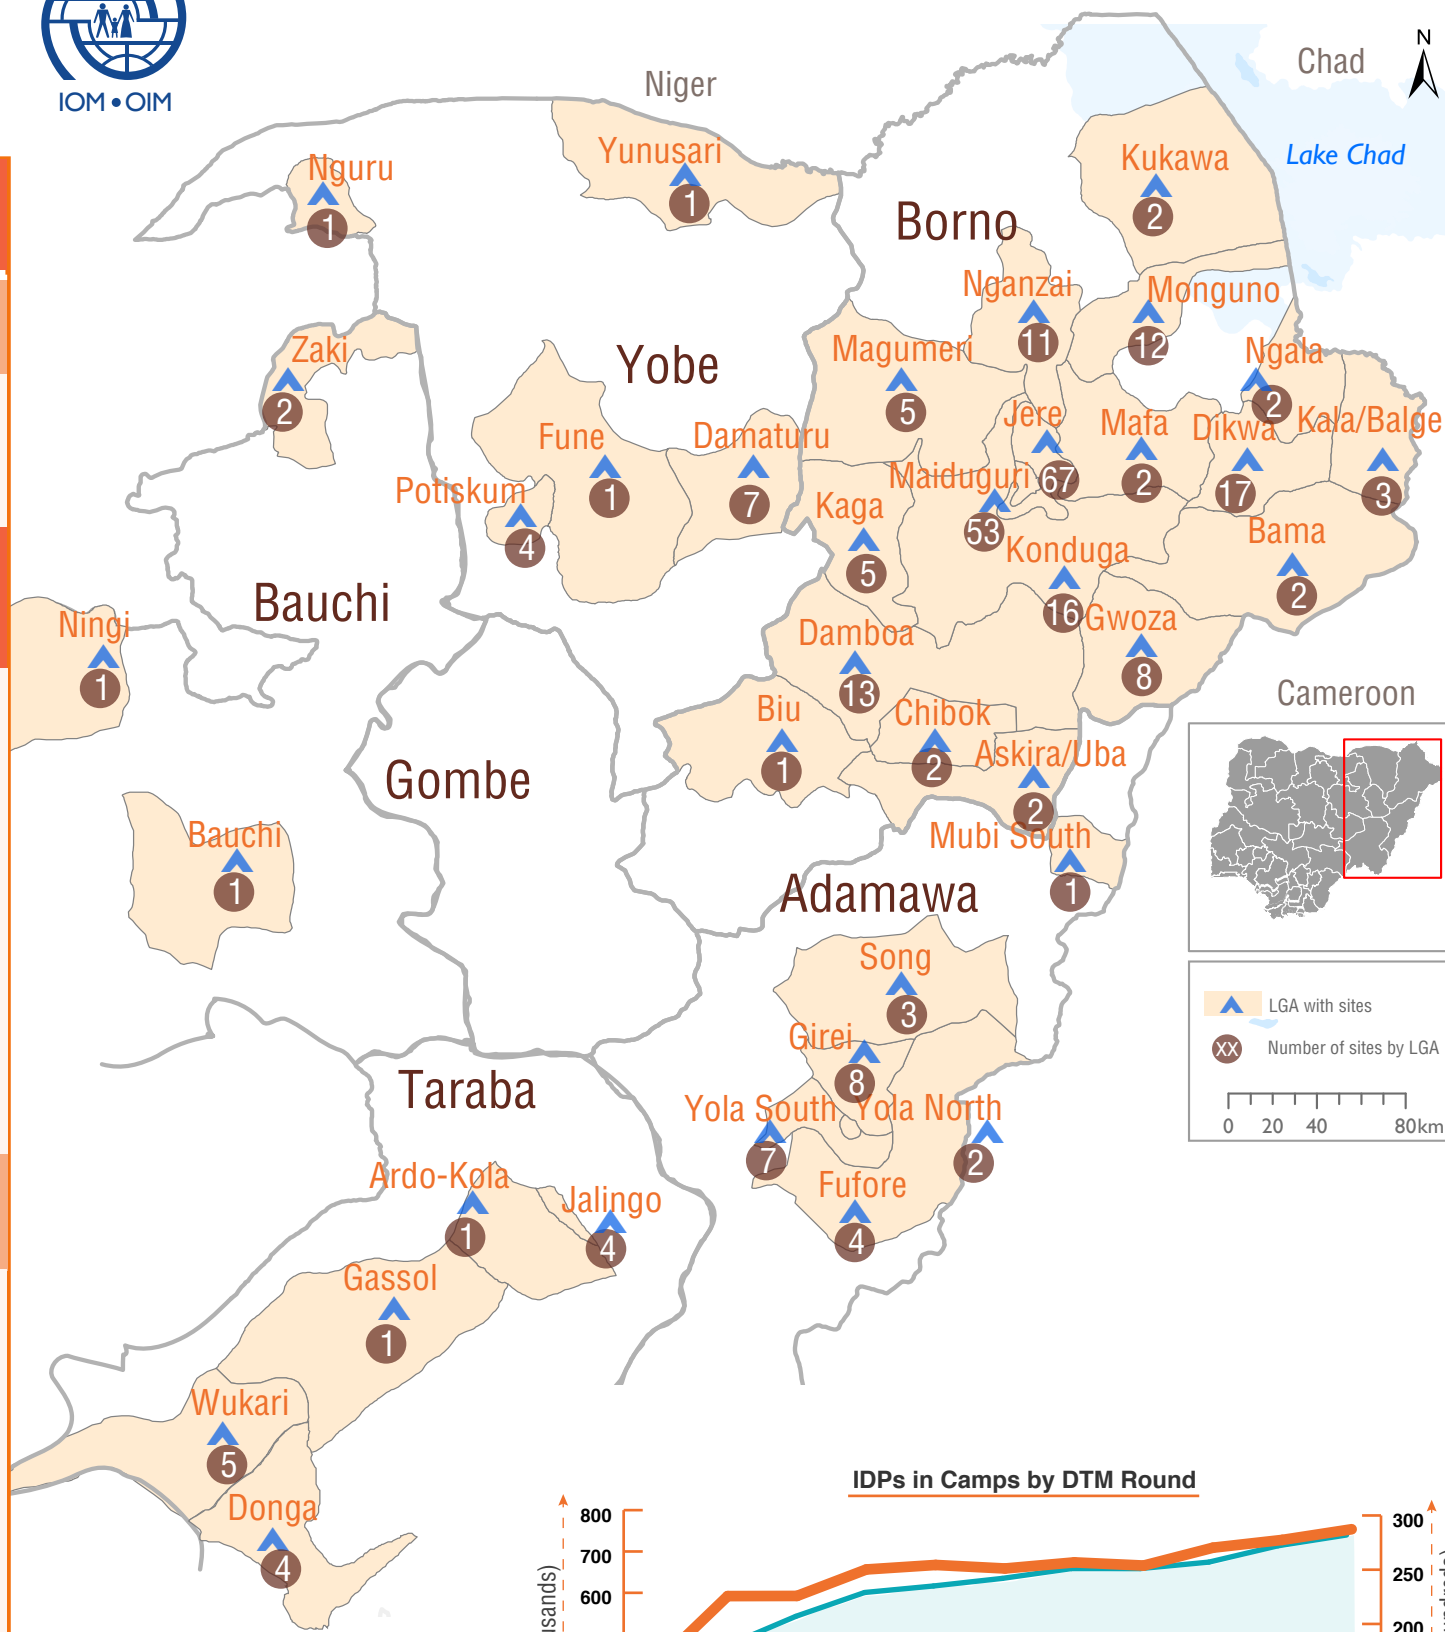 IOM • OIM
Niger
Chad
N
Lake Chad
Nguru
1
Yunusari
1
Kukawa
2
Borno
Nganzai
11
Monguno
12
Zaki
2
Yobe
Magumeri
5
Ngala
2
Fune
1
Damaturu
7
Jere
67
Mafa
2
Dikwa
17
Kala/Balge
3
Potiskum
4
Maiduguri
53
Kaga
5
Konduga
16
Bama
2
Bauchi
Ningi
1
Damboa
13
Gwoza
8
Cameroon
Biu
1
Chibok
2
Askira/Uba
2
Gombe
Bauchi
1
Mubi South
1
Adamawa
Song
3
Girei
8
LGA with sites
XX
Number of sites by LGA
0 20 40 80km
Taraba
Yola South
7
Yola North
2
Ardo-Kola
1
Jalingo
4
Fufore
4
Gassol
1
Wukari
5
Donga
4
IDPs in Camps by DTM Round
800
700
600
300
250
200